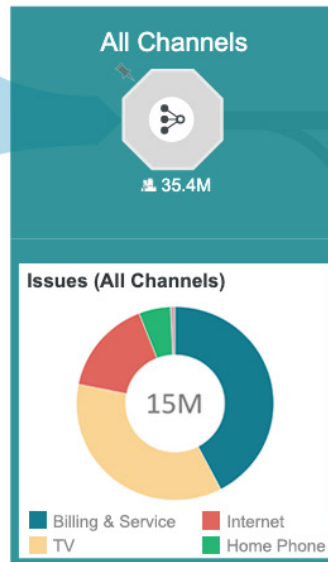 All Channels
35.4M
Issues (All Channels)
15M
Billing & Service
Internet
TV
Home Phone